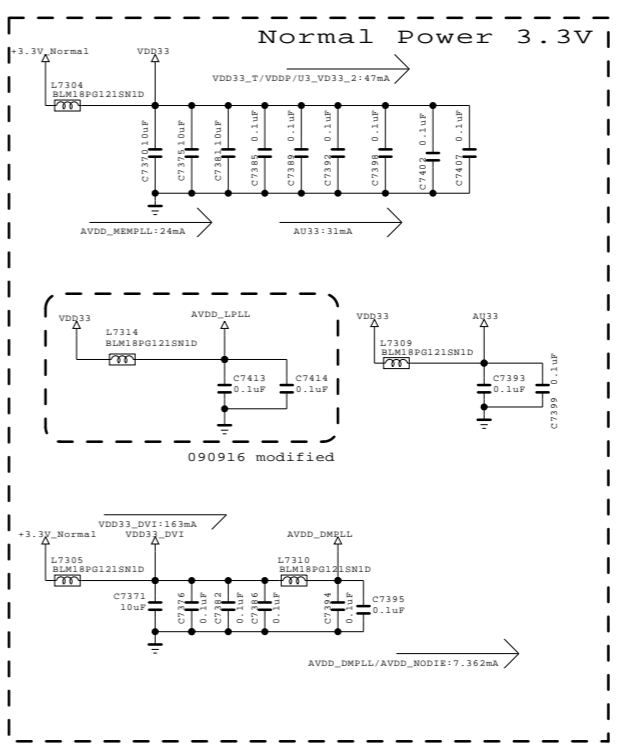 Normal Power 3.3V
+3.3V_Normal
VDD33
VDD33_T/VDDP/U3_VD33_2:47mA
L7304
BLM18PG121SN1D
C7370 10uF
C7375 10uF
C7381 10uF
C7385 0.1uF
C7389 0.1uF
C7392 0.1uF
C7398 0.1uF
C7402 0.1uF
C7407 0.1uF
AVDD_MEMPLL:24mA
AU33:31mA
VDD33
AVDD_LPLL
L7314
BLM18PG121SN1D
C7413
0.1uF
C7414
0.1uF
090916 modified
VDD33
AU33
L7309
BLM18PG121SN1D
C7393
0.1uF
C7399 0.1uF
VDD33_DVI:163mA
+3.3V_Normal
VDD33_DVI
AVDD_DMPLL
L7305
BLM18PG121SN1D
L7310
BLM18PG121SN1D
C7371
10uF
C7376 0.1uF
C7382 0.1uF
C7386 0.1uF
C7394 0.1uF
C7395
0.1uF
AVDD_DMPLL/AVDD_NODIE:7.362mA